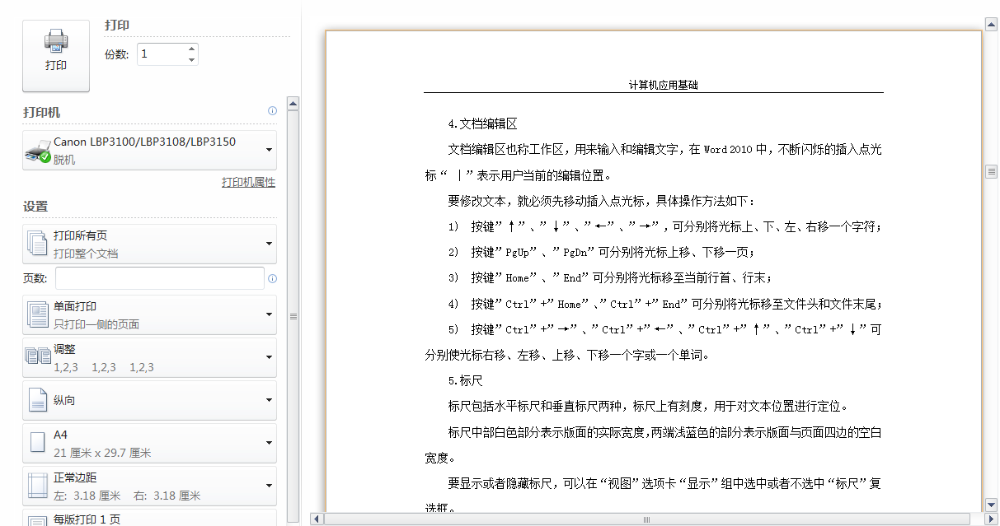 打印
打印
份数: 1
打印机
Canon LBP3100/LBP3108/LBP3150
脱机
打印机属性
设置
打印所有页
打印整个文档
页数:
单面打印
只打印一侧的页面
调整
1,2,3 1,2,3 1,2,3
纵向
A4
21 厘米 x 29.7 厘米
正常边距
左: 3.18 厘米 右: 3.18 厘米
每版打印 1 页
计算机应用基础
4.文档编辑区
文档编辑区也称工作区，用来输入和编辑文字，在 Word 2010 中，不断闪烁的插入点光
标“ ｜”表示用户当前的编辑位置。
要修改文本，就必须先移动插入点光标，具体操作方法如下：
1) 按键”↑”、”↓”、”←”、”→”，可分别将光标上、下、左、右移一个字符；
2) 按键”PgUp”、”PgDn”可分别将光标上移、下移一页；
3) 按键”Home”、”End”可分别将光标移至当前行首、行末；
4) 按键”Ctrl”+”Home”、”Ctrl”+”End”可分别将光标移至文件头和文件末尾；
5) 按键”Ctrl”+”→”、”Ctrl”+”←”、”Ctrl”+”↑”、”Ctrl”+”↓”可
分别使光标右移、左移、上移、下移一个字或一个单词。
5.标尺
标尺包括水平标尺和垂直标尺两种，标尺上有刻度，用于对文本位置进行定位。
标尺中部白色部分表示版面的实际宽度，两端浅蓝色的部分表示版面与页面四边的空白
宽度。
要显示或者隐藏标尺，可以在“视图”选项卡“显示”组中选中或者不选中“标尺”复
选框。